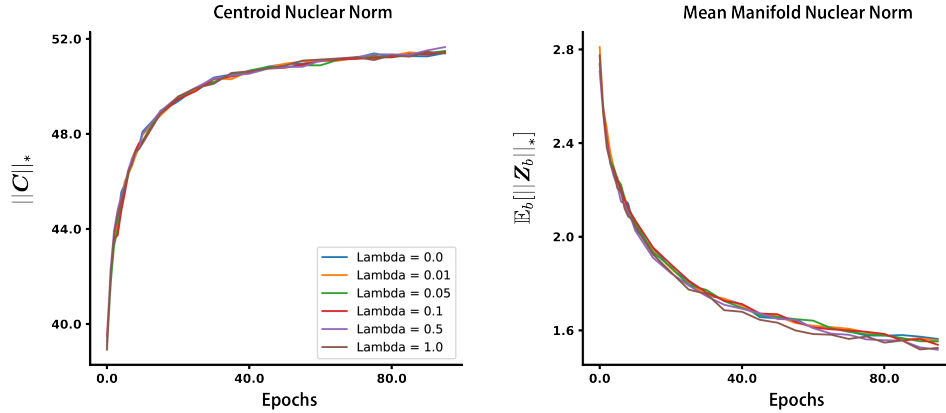 Centroid Nuclear Norm
52.0
48.0
44.0
40.0
||C||*
0.0
40.0
80.0
Epochs
Lambda = 0.0
Lambda = 0.01
Lambda = 0.05
Lambda = 0.1
Lambda = 0.5
Lambda = 1.0
Mean Manifold Nuclear Norm
2.8
2.4
2.0
1.6
𝔼b[||Zb||*]
0.0
40.0
80.0
Epochs